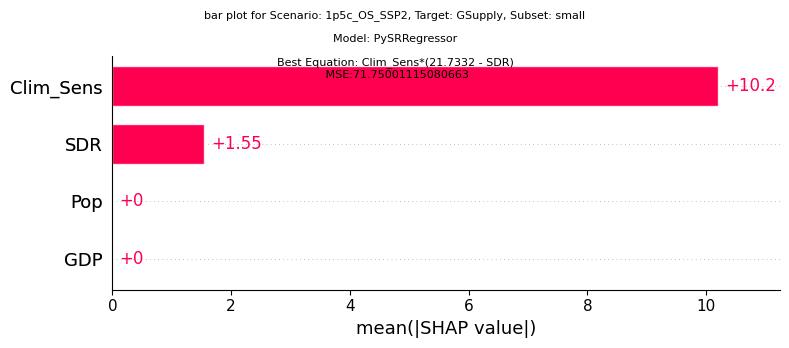 bar plot for Scenario: 1p5c_OS_SSP2, Target: GSupply, Subset: small
Model: PySRRegressor
Best Equation: Clim_Sens*(21.7332 - SDR)
MSE:71.75001115080663
Clim_Sens +10.2
SDR +1.55
Pop +0
GDP +0
0 2 4 6 8 10
mean(|SHAP value|)